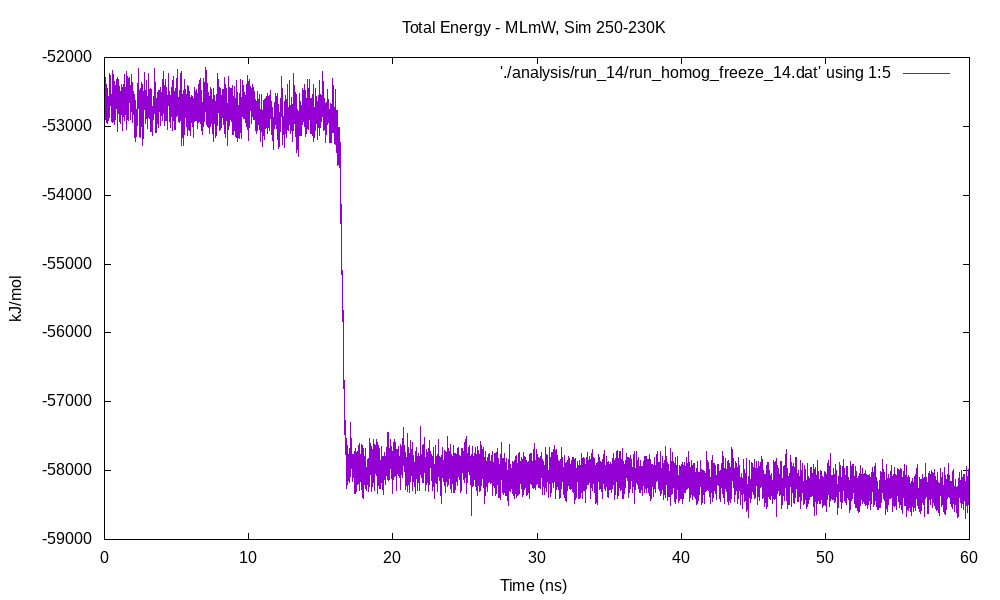 Total Energy - MLmW, Sim 250-230K
'./analysis/run_14/run_homog_freeze_14.dat' using 1:5
-52000
-53000
-54000
-55000
-56000
-57000
-58000
-59000
kJ/mol
0 10 20 30 40 50 60
Time (ns)